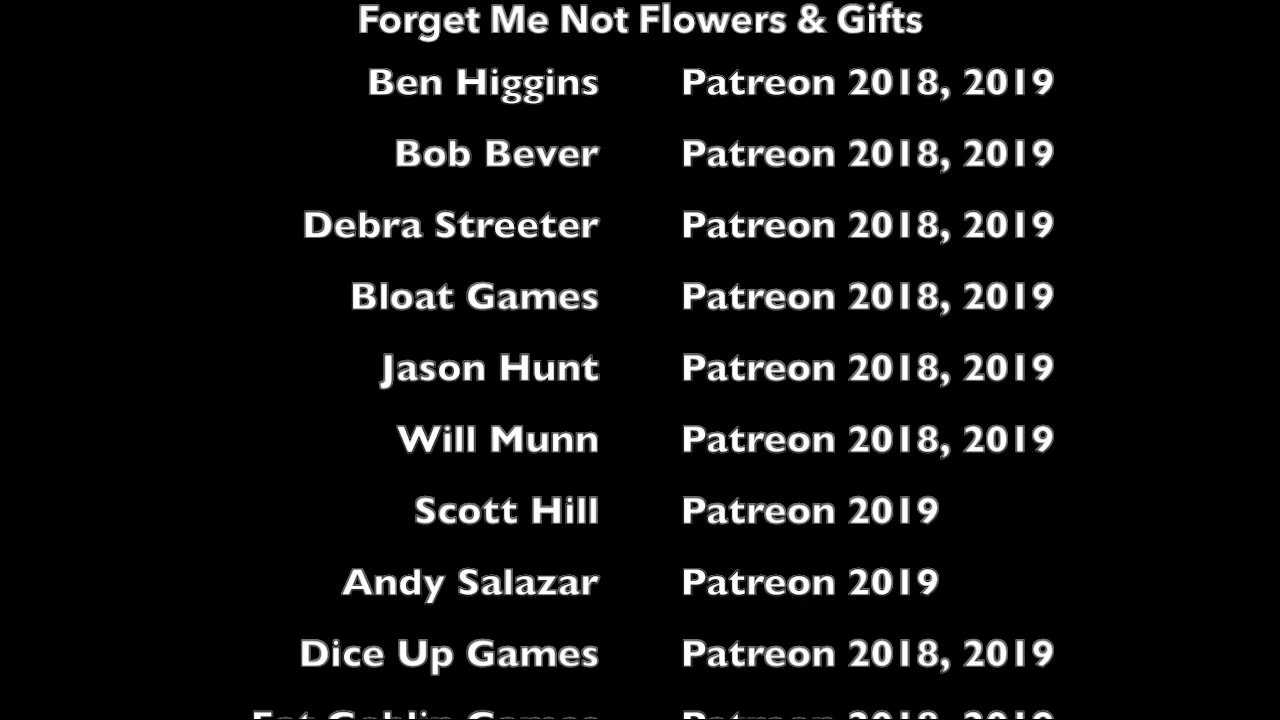 Forget Me Not Flowers & Gifts
Ben Higgins Patreon 2018, 2019
Bob Bever Patreon 2018, 2019
Debra Streeter Patreon 2018, 2019
Bloat Games Patreon 2018, 2019
Jason Hunt Patreon 2018, 2019
Will Munn Patreon 2018, 2019
Scott Hill Patreon 2019
Andy Salazar Patreon 2019
Dice Up Games Patreon 2018, 2019